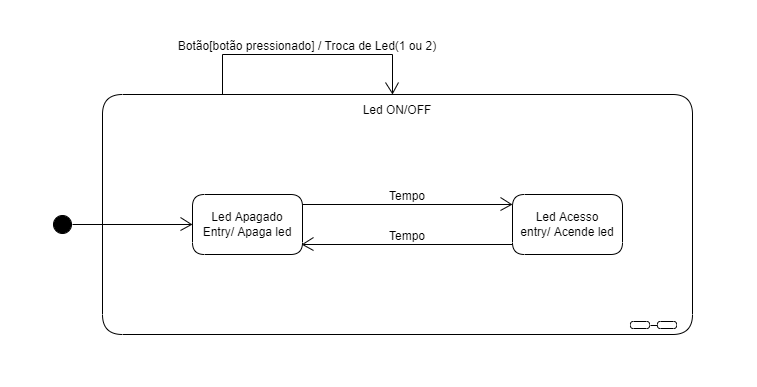 Botão[botão pressionado] / Troca de Led(1 ou 2)
Led ON/OFF
Tempo
Led Apagado
Entry/ Apaga led
Led Acesso
entry/ Acende led
Tempo